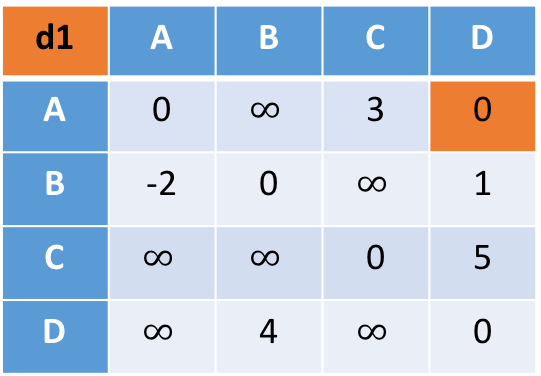 d1 A B C D
A 0 ∞ 3 0
B -2 0 ∞ 1
C ∞ ∞ 0 5
D ∞ 4 ∞ 0